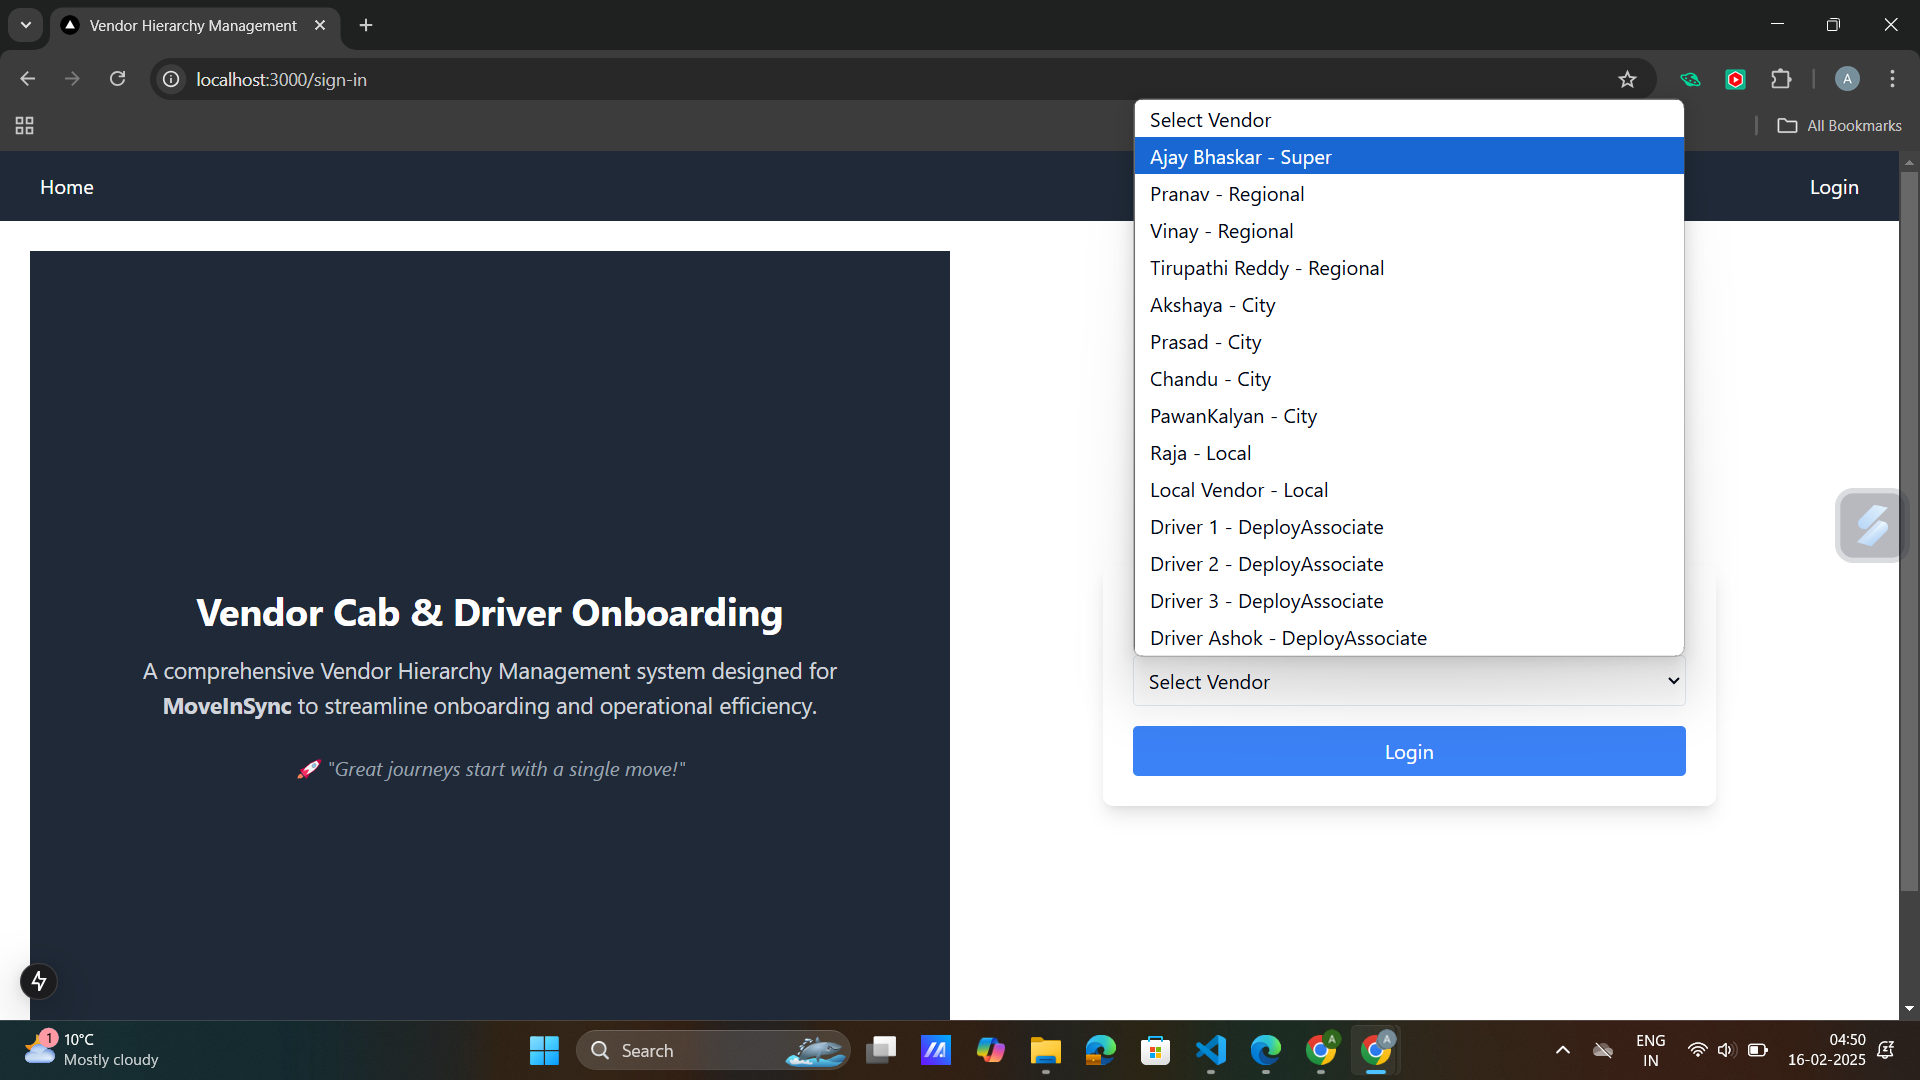 Vendor Hierarchy Management
localhost:3000/sign-in
A
All Bookmarks
Home
Login
Select Vendor
Ajay Bhaskar - Super
Pranav - Regional
Vinay - Regional
Tirupathi Reddy - Regional
Akshaya - City
Prasad - City
Chandu - City
PawanKalyan - City
Raja - Local
Local Vendor - Local
Driver 1 - DeployAssociate
Driver 2 - DeployAssociate
Driver 3 - DeployAssociate
Driver Ashok - DeployAssociate
Select Vendor
Login
Vendor Cab & Driver Onboarding
A comprehensive Vendor Hierarchy Management system designed for
MoveInSync to streamline onboarding and operational efficiency.
🚀 "Great journeys start with a single move!"
1
10°C
Mostly cloudy
Search
A
A
ENG
IN
04:50
16-02-2025